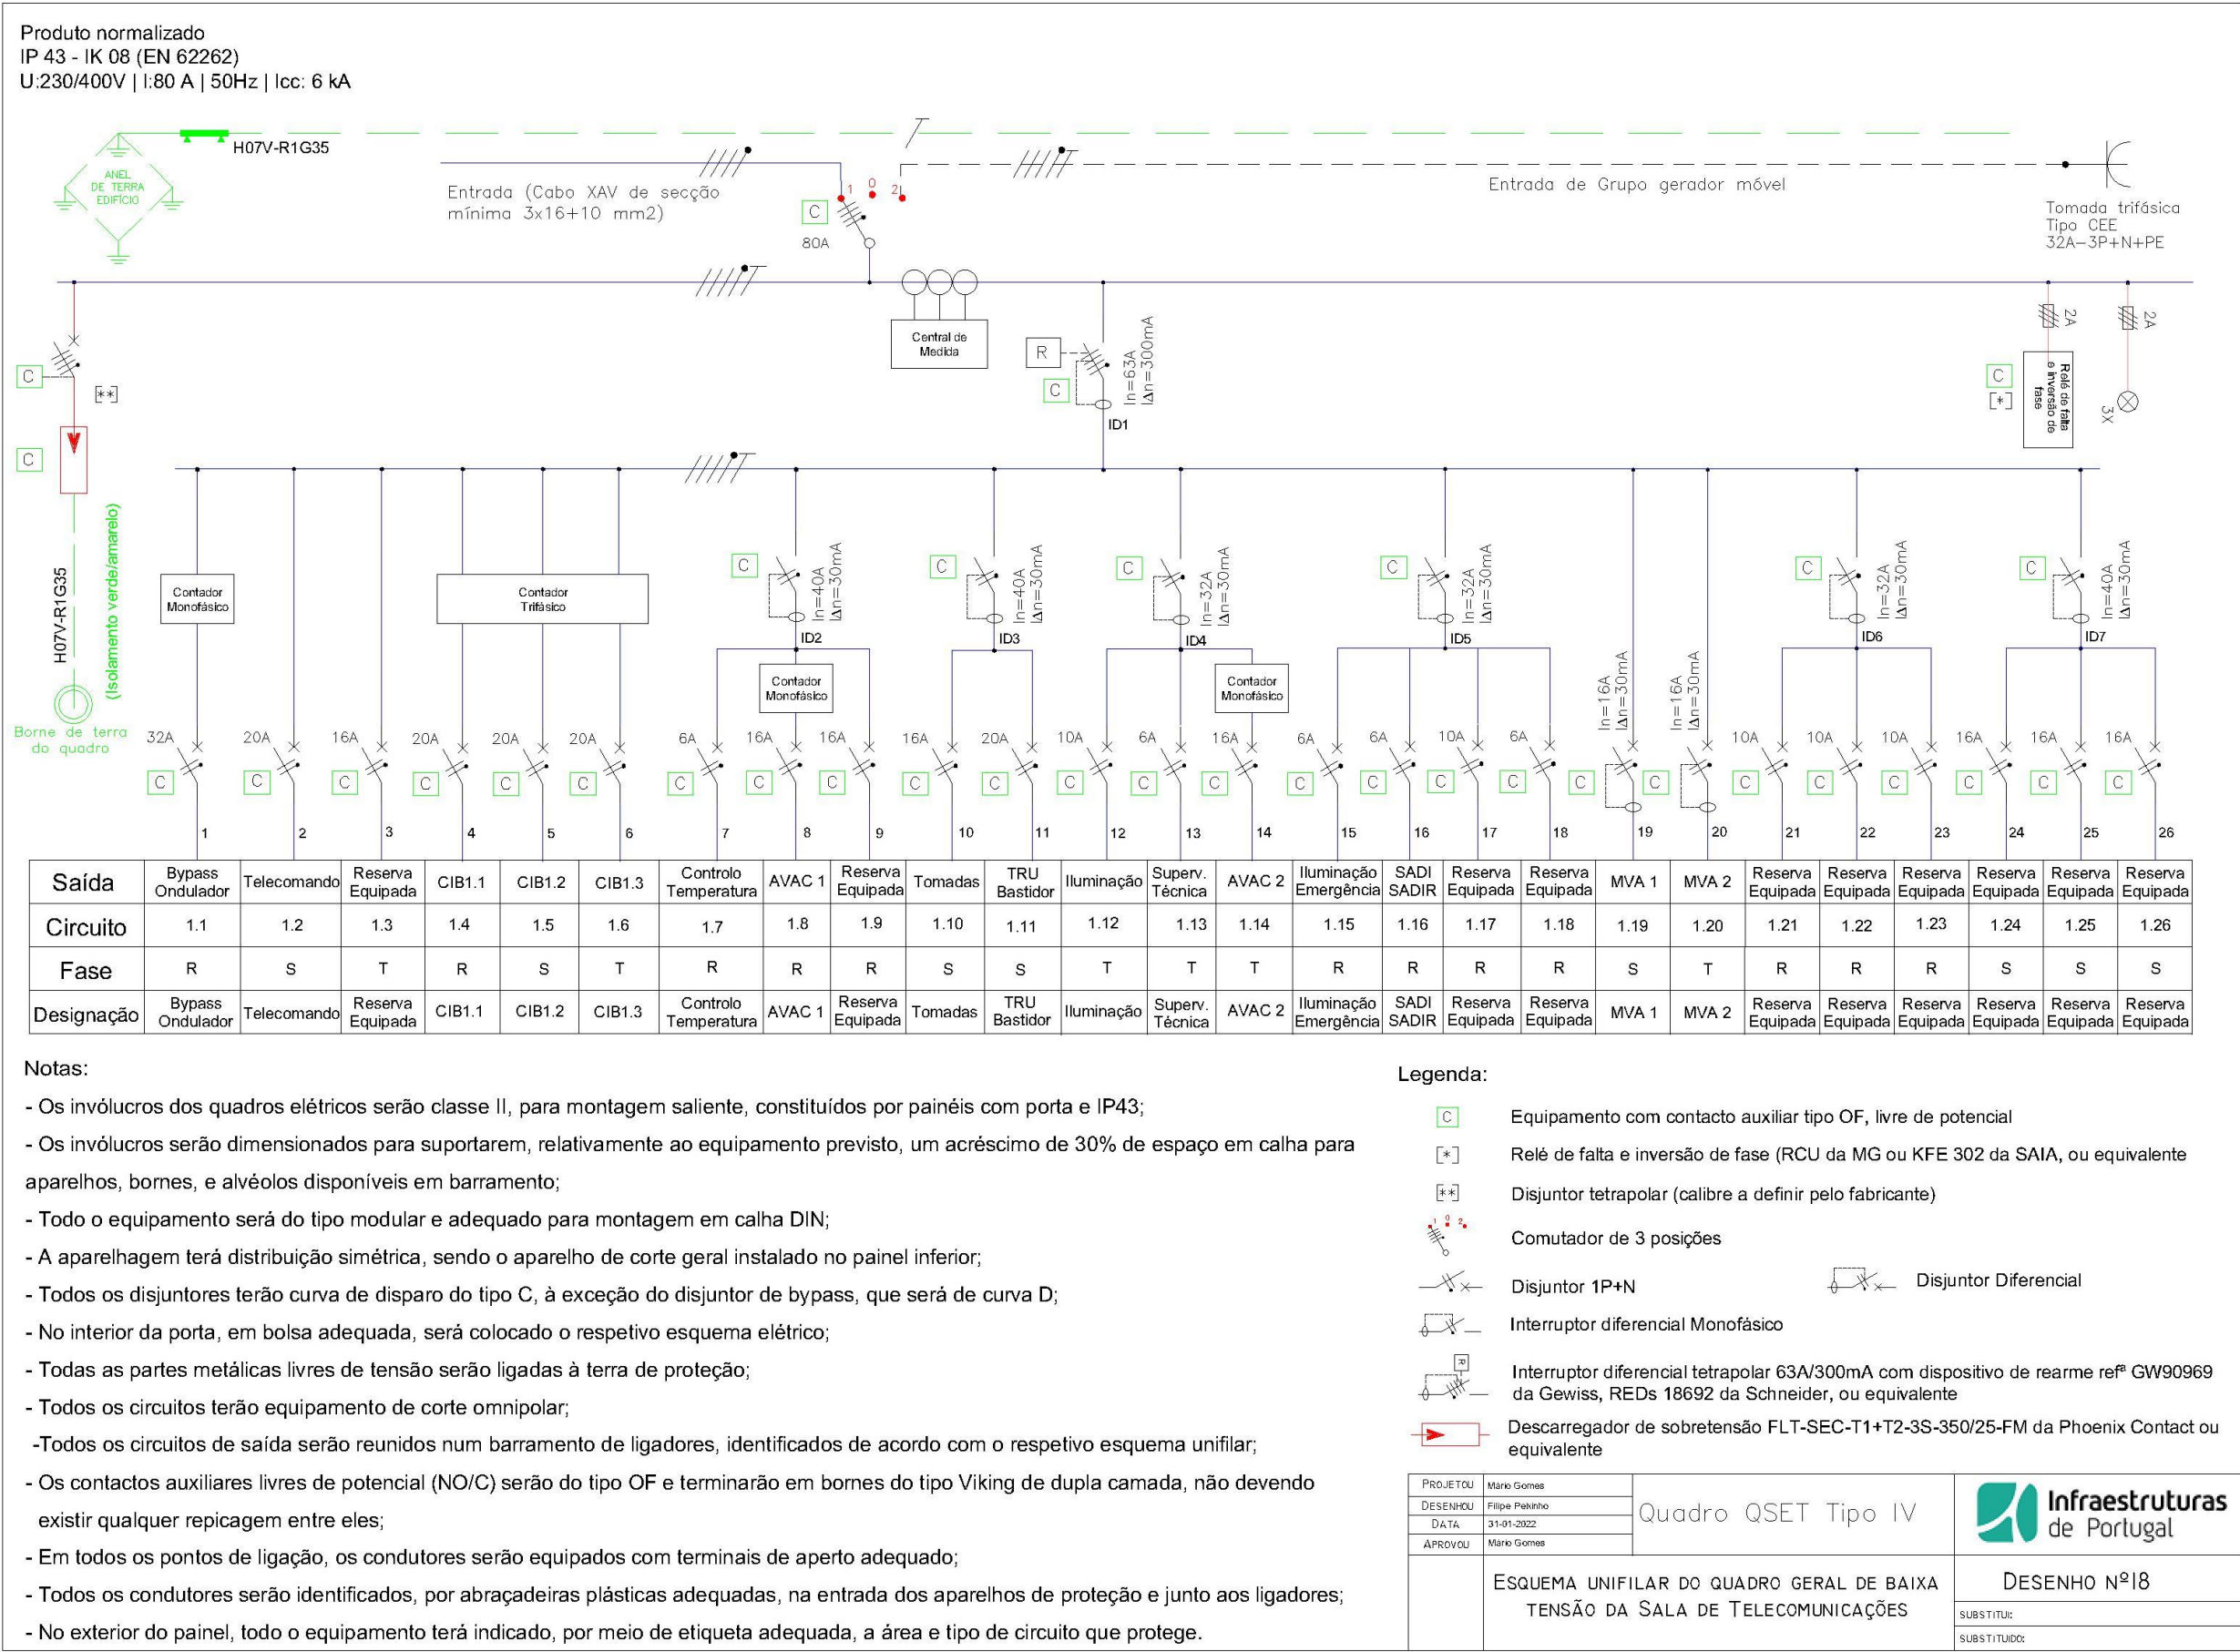 Produto normalizado
IP 43 - IK 08 (EN 62262)
U:230/400V | I:80 A | 50Hz | Icc: 6 kA
H07V-R1G35
ANEL
DE TERRA
EDIFÍCIO
Entrada (Cabo XAV de secção
mínima 3x16+10 mm2)
1 0 2
C
80A
Entrada de Grupo gerador móvel
Tomada trifásica
Tipo CEE
32A-3P+N+PE
Central de
Medida
R
C
In=63A
IΔn=300mA
ID1
2A
2A
C
[*]
Relé de falta
e inversão de
fase
3X
C
[**]
C
H07V-R1G35
(Isolamento verde/amarelo)
Borne de terra
do quadro
Contador
Monofásico
Contador
Trifásico
C
In=40A
IΔn=30mA
ID2
C
In=40A
IΔn=30mA
ID3
C
In=32A
IΔn=30mA
ID4
C
In=32A
IΔn=30mA
ID5
C
In=32A
IΔn=30mA
ID6
C
In=40A
IΔn=30mA
ID7
Contador
Monofásico
Contador
Monofásico
In=16A
IΔn=30mA
In=16A
IΔn=30mA
32A 20A 16A 20A 20A 20A 6A 16A 16A 16A 20A 10A 6A 16A 6A 6A 10A 6A 10A 10A 10A 16A 16A 16A
C C C C C C C C C C C C C C C C C C C C C C C C C C
1 2 3 4 5 6 7 8 9 10 11 12 13 14 15 16 17 18 19 20 21 22 23 24 25 26
Saída Bypass Ondulador Telecomando Reserva Equipada CIB1.1 CIB1.2 CIB1.3 Controlo Temperatura AVAC 1 Reserva Equipada Tomadas TRU Bastidor Iluminação Superv. Técnica AVAC 2 Iluminação Emergência SADI SADIR Reserva Equipada Reserva Equipada MVA 1 MVA 2 Reserva Equipada Reserva Equipada Reserva Equipada Reserva Equipada Reserva Equipada Reserva Equipada
Circuito 1.1 1.2 1.3 1.4 1.5 1.6 1.7 1.8 1.9 1.10 1.11 1.12 1.13 1.14 1.15 1.16 1.17 1.18 1.19 1.20 1.21 1.22 1.23 1.24 1.25 1.26
Fase R S T R S T R R R S S T T T R R R R S T R R R S S S
Designação Bypass Ondulador Telecomando Reserva Equipada CIB1.1 CIB1.2 CIB1.3 Controlo Temperatura AVAC 1 Reserva Equipada Tomadas TRU Bastidor Iluminação Superv. Técnica AVAC 2 Iluminação Emergência SADI SADIR Reserva Equipada Reserva Equipada MVA 1 MVA 2 Reserva Equipada Reserva Equipada Reserva Equipada Reserva Equipada Reserva Equipada Reserva Equipada
Notas:
- Os invólucros dos quadros elétricos serão classe II, para montagem saliente, constituídos por painéis com porta e IP43;
- Os invólucros serão dimensionados para suportarem, relativamente ao equipamento previsto, um acréscimo de 30% de espaço em calha para
aparelhos, bornes, e alvéolos disponíveis em barramento;
- Todo o equipamento será do tipo modular e adequado para montagem em calha DIN;
- A aparelhagem terá distribuição simétrica, sendo o aparelho de corte geral instalado no painel inferior;
- Todos os disjuntores terão curva de disparo do tipo C, à exceção do disjuntor de bypass, que será de curva D;
- No interior da porta, em bolsa adequada, será colocado o respetivo esquema elétrico;
- Todas as partes metálicas livres de tensão serão ligadas à terra de proteção;
- Todos os circuitos terão equipamento de corte omnipolar;
-Todos os circuitos de saída serão reunidos num barramento de ligadores, identificados de acordo com o respetivo esquema unifilar;
- Os contactos auxiliares livres de potencial (NO/C) serão do tipo OF e terminarão em bornes do tipo Viking de dupla camada, não devendo
existir qualquer repicagem entre eles;
- Em todos os pontos de ligação, os condutores serão equipados com terminais de aperto adequado;
- Todos os condutores serão identificados, por abraçadeiras plásticas adequadas, na entrada dos aparelhos de proteção e junto aos ligadores;
- No exterior do painel, todo o equipamento terá indicado, por meio de etiqueta adequada, a área e tipo de circuito que protege.
Legenda:
C Equipamento com contacto auxiliar tipo OF, livre de potencial
[*] Relé de falta e inversão de fase (RCU da MG ou KFE 302 da SAIA, ou equivalente
[**] Disjuntor tetrapolar (calibre a definir pelo fabricante)
1 0 2 Comutador de 3 posições
Disjuntor 1P+N Disjuntor Diferencial
Interruptor diferencial Monofásico
R Interruptor diferencial tetrapolar 63A/300mA com dispositivo de rearme refª GW90969
da Gewiss, REDs 18692 da Schneider, ou equivalente
Descarregador de sobretensão FLT-SEC-T1+T2-3S-350/25-FM da Phoenix Contact ou
equivalente
PROJETOU Mário Gomes
DESENHOU Filipe Peixinho
DATA 31-01-2022
APROVOU Mário Gomes
Quadro QSET Tipo IV
Infraestruturas
de Portugal
ESQUEMA UNIFILAR DO QUADRO GERAL DE BAIXA
TENSÃO DA SALA DE TELECOMUNICAÇÕES
DESENHO Nº18
SUBSTITUI:
SUBSTITUIDO: